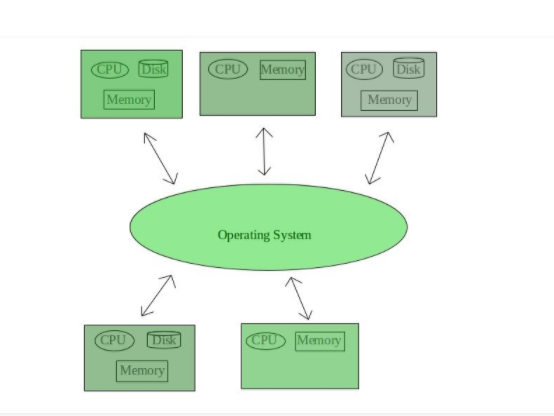 CPU Disk
Memory
CPU Memory
CPU Disk
Memory
Operating System
CPU Disk
Memory
CPU Memory